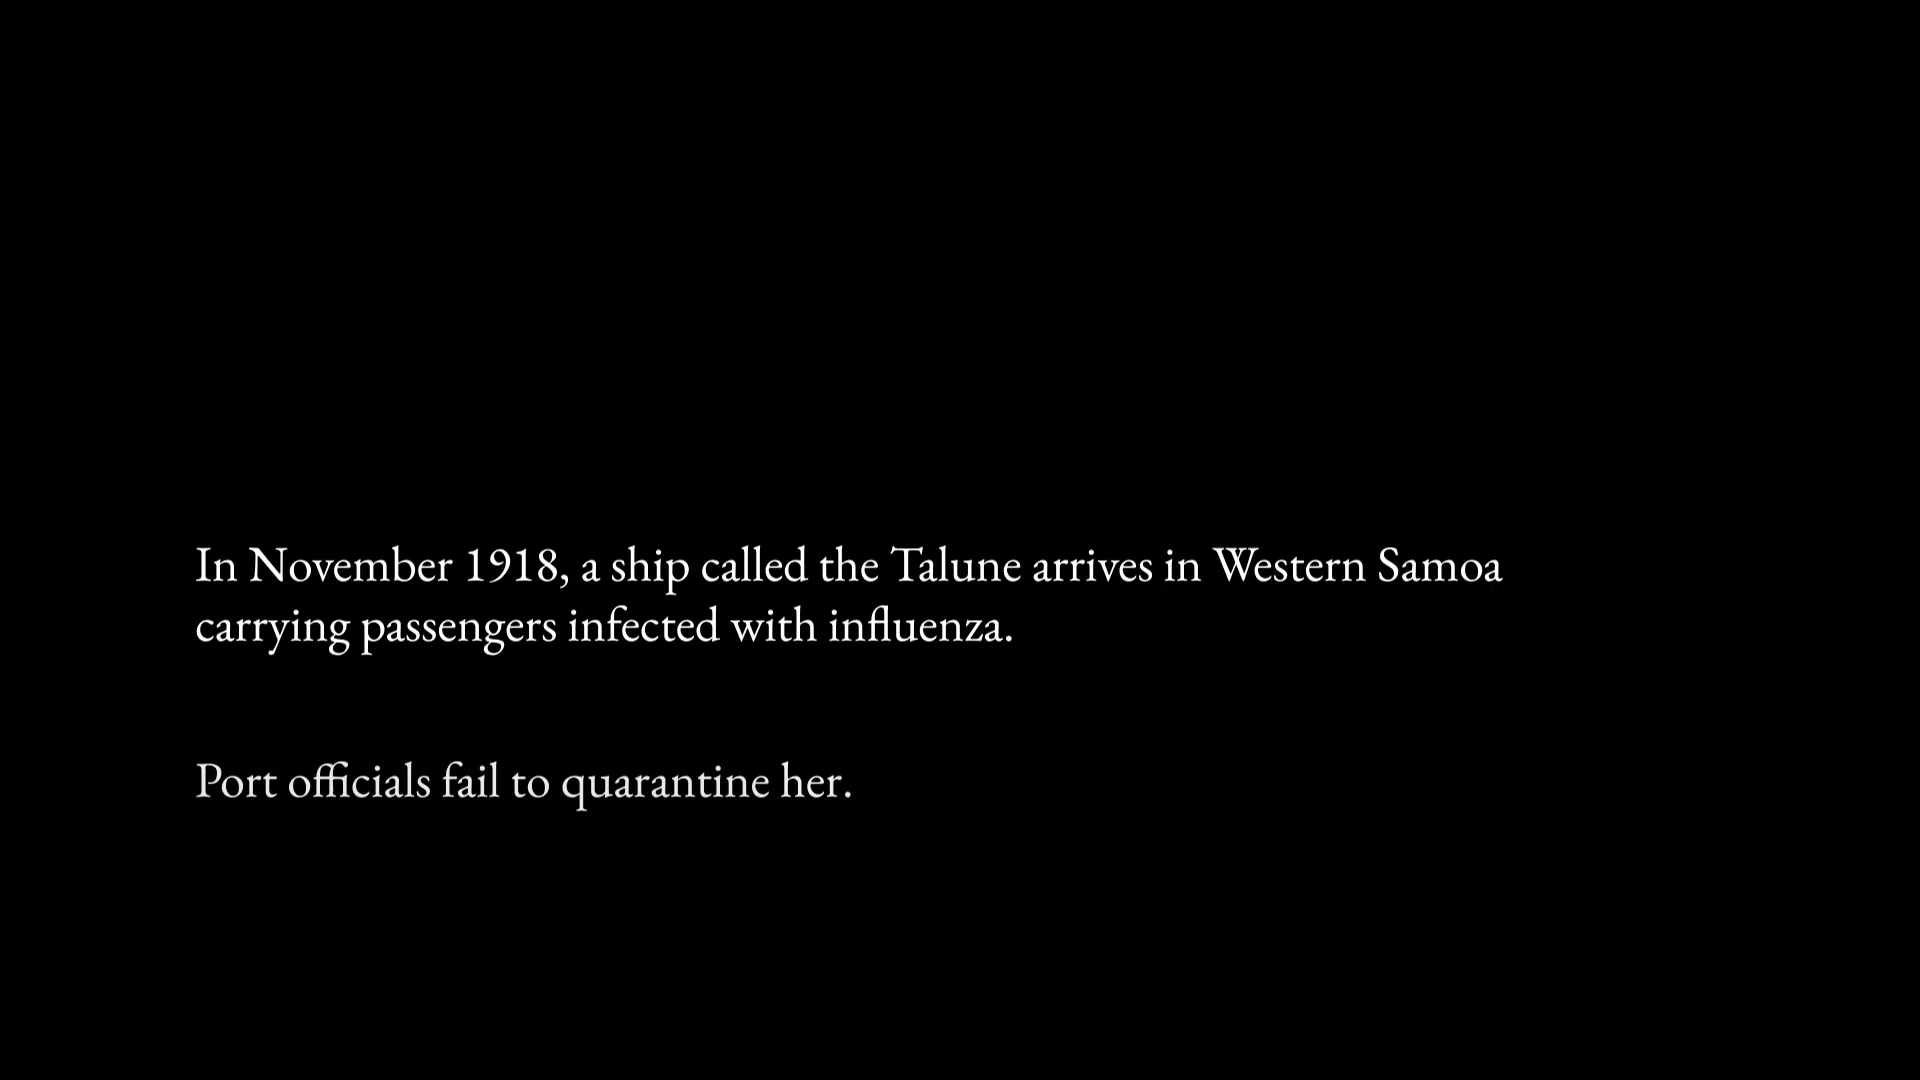 In November 1918, a ship called the Talune arrives in Western Samoa
carrying passengers infected with influenza.
Port officials fail to quarantine her.